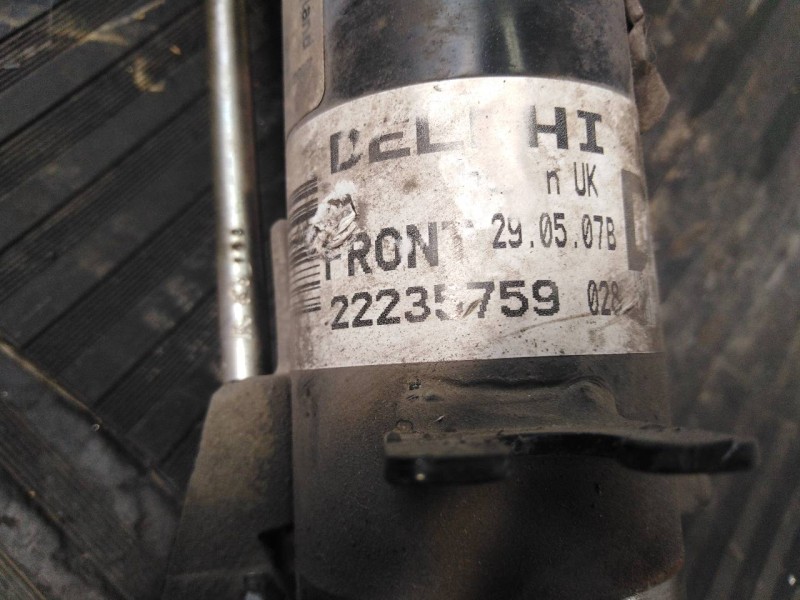 DELPHI
UK
FRONT 29.05.07B
22235759 028